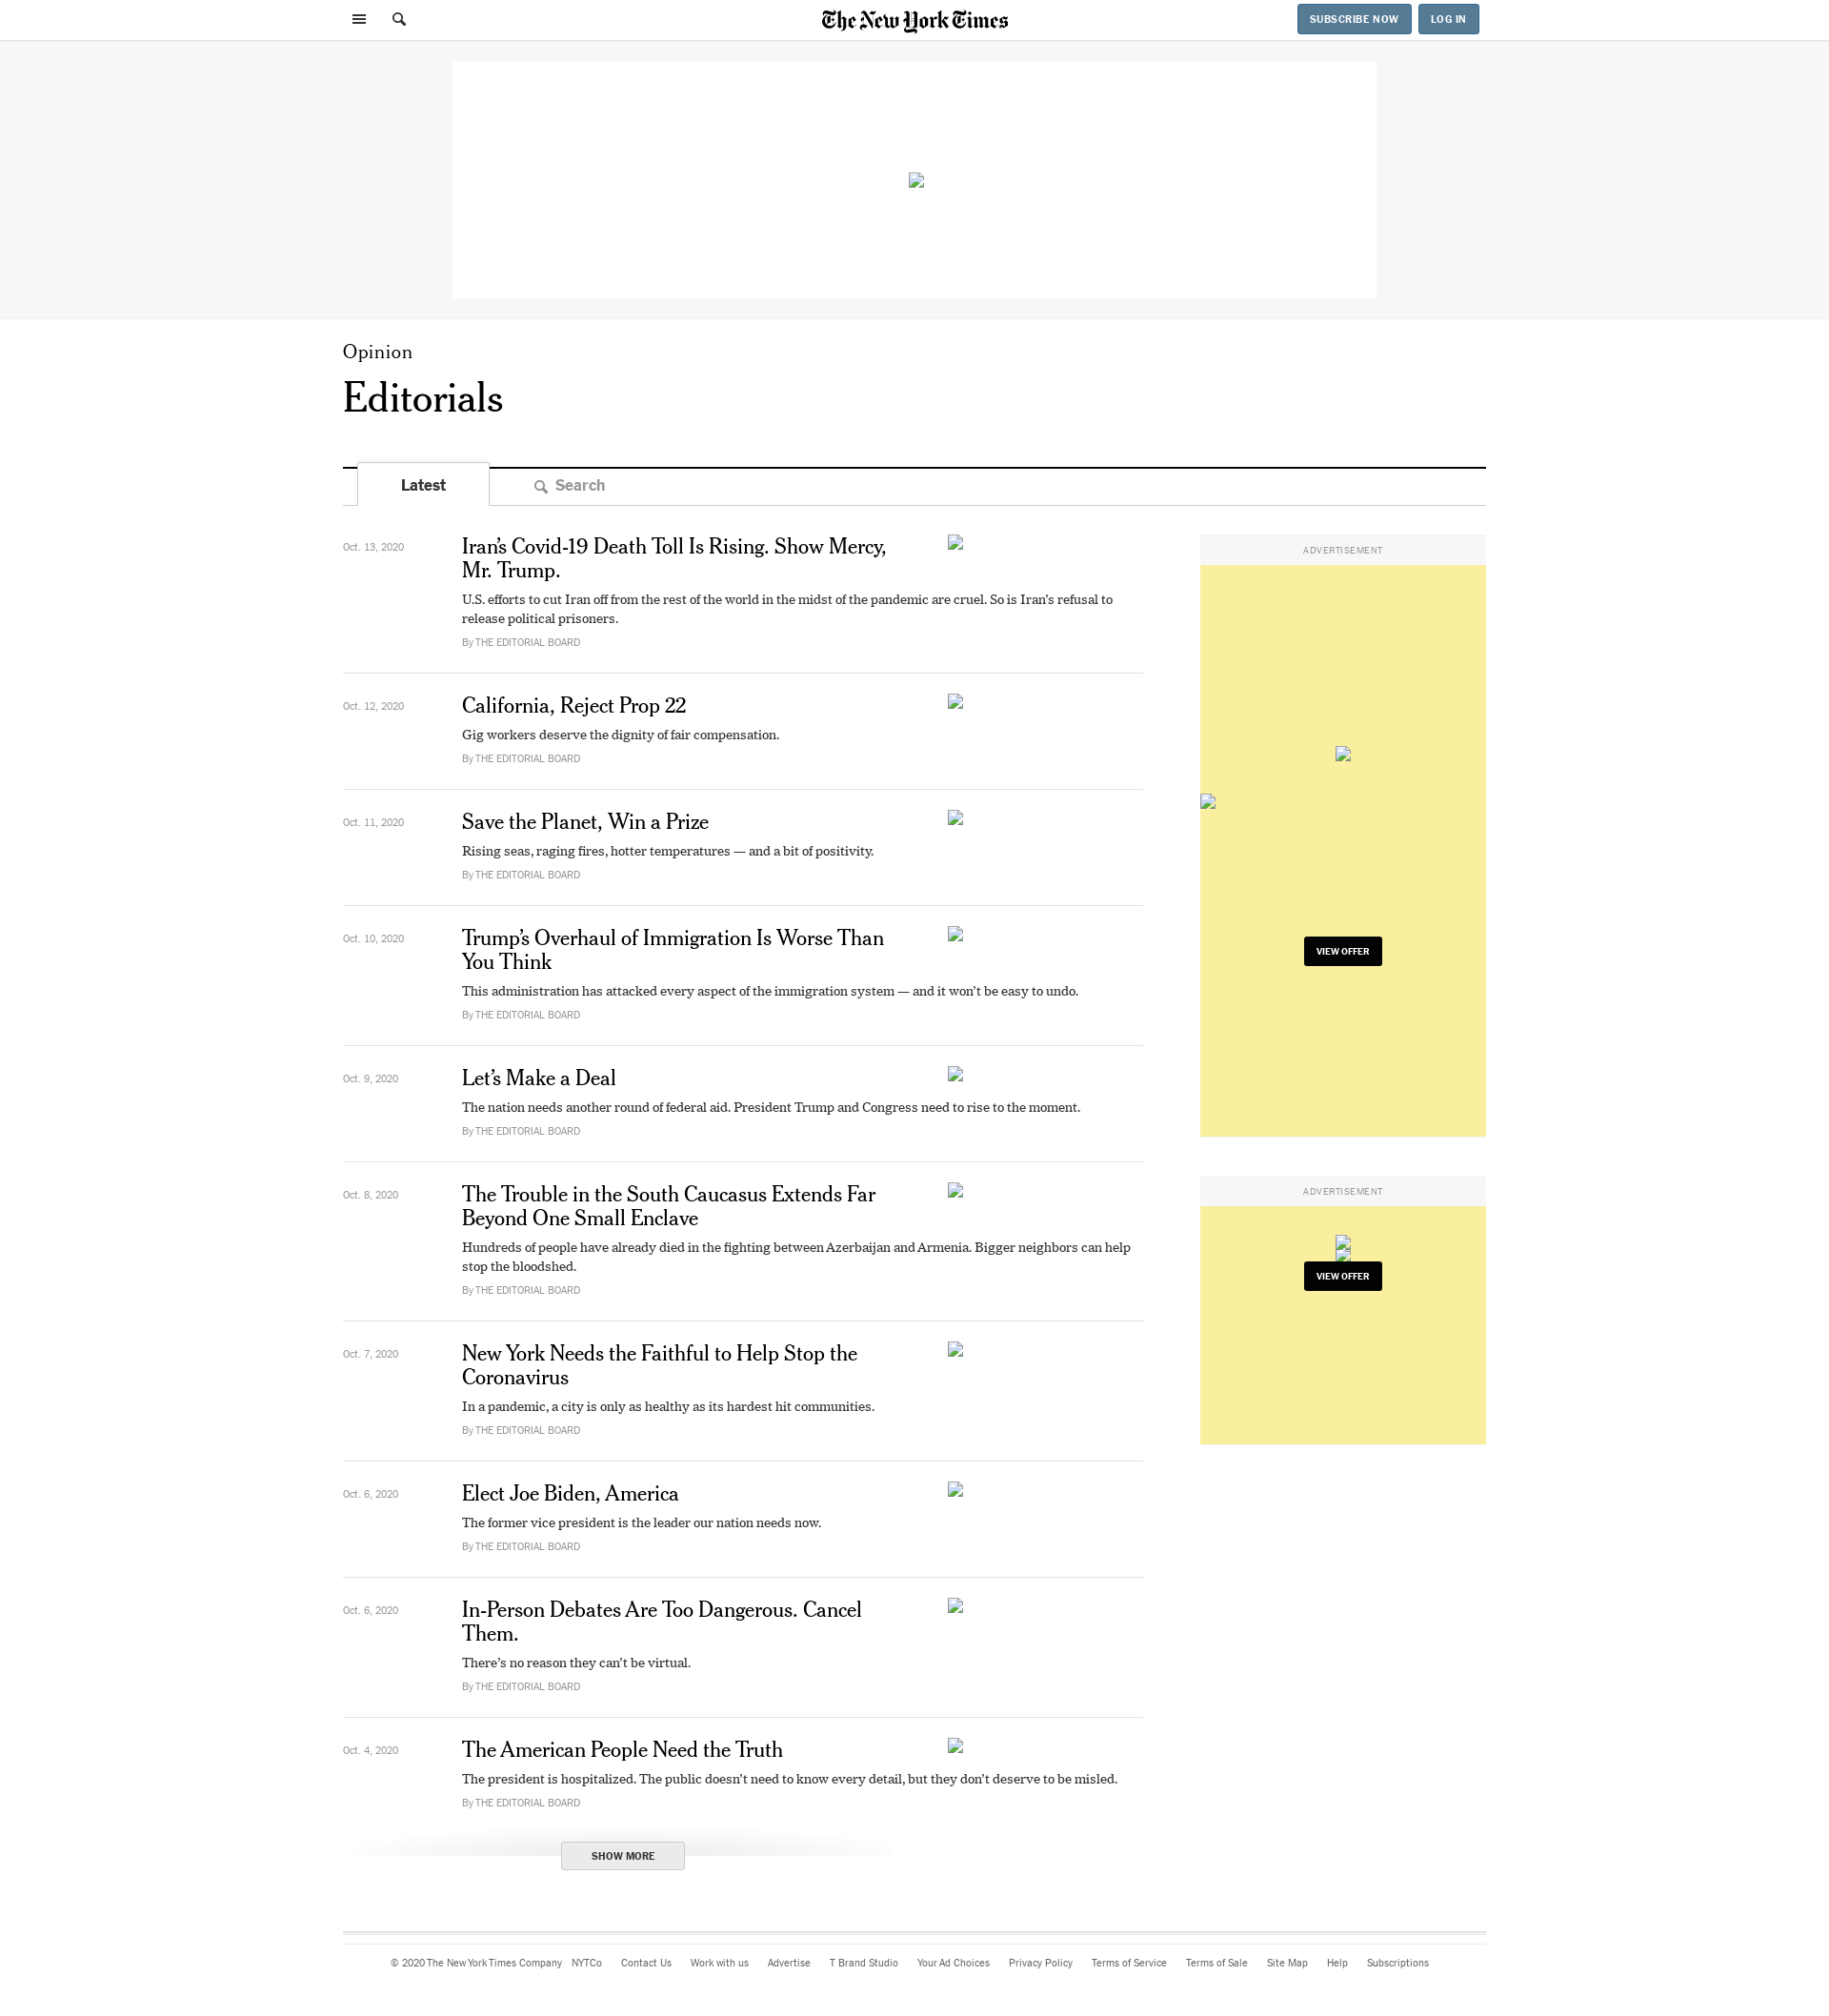 The New York Times
SUBSCRIBE NOW
LOG IN
Opinion
Editorials
Latest
Search
Oct. 13, 2020
Iran’s Covid-19 Death Toll Is Rising. Show Mercy,
Mr. Trump.
U.S. efforts to cut Iran off from the rest of the world in the midst of the pandemic are cruel. So is Iran’s refusal to
release political prisoners.
By THE EDITORIAL BOARD
Oct. 12, 2020
California, Reject Prop 22
Gig workers deserve the dignity of fair compensation.
By THE EDITORIAL BOARD
Oct. 11, 2020
Save the Planet, Win a Prize
Rising seas, raging fires, hotter temperatures — and a bit of positivity.
By THE EDITORIAL BOARD
Oct. 10, 2020
Trump’s Overhaul of Immigration Is Worse Than
You Think
This administration has attacked every aspect of the immigration system — and it won’t be easy to undo.
By THE EDITORIAL BOARD
Oct. 9, 2020
Let’s Make a Deal
The nation needs another round of federal aid. President Trump and Congress need to rise to the moment.
By THE EDITORIAL BOARD
Oct. 8, 2020
The Trouble in the South Caucasus Extends Far
Beyond One Small Enclave
Hundreds of people have already died in the fighting between Azerbaijan and Armenia. Bigger neighbors can help
stop the bloodshed.
By THE EDITORIAL BOARD
Oct. 7, 2020
New York Needs the Faithful to Help Stop the
Coronavirus
In a pandemic, a city is only as healthy as its hardest hit communities.
By THE EDITORIAL BOARD
Oct. 6, 2020
Elect Joe Biden, America
The former vice president is the leader our nation needs now.
By THE EDITORIAL BOARD
Oct. 6, 2020
In-Person Debates Are Too Dangerous. Cancel
Them.
There’s no reason they can’t be virtual.
By THE EDITORIAL BOARD
Oct. 4, 2020
The American People Need the Truth
The president is hospitalized. The public doesn’t need to know every detail, but they don’t deserve to be misled.
By THE EDITORIAL BOARD
SHOW MORE
ADVERTISEMENT
VIEW OFFER
ADVERTISEMENT
VIEW OFFER
© 2020 The New York Times Company NYTCo Contact Us Work with us Advertise T Brand Studio Your Ad Choices Privacy Policy Terms of Service Terms of Sale Site Map Help Subscriptions